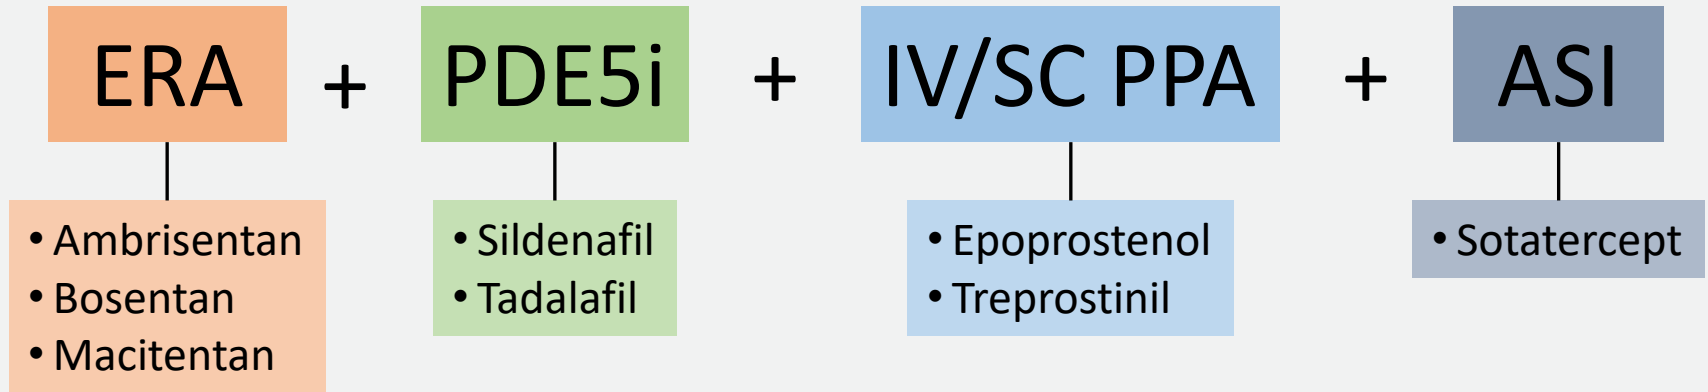 ERA + PDE5i + IV/SC PPA + ASI
• Ambrisentan
• Bosentan
• Macitentan
• Sildenafil
• Tadalafil
• Epoprostenol
• Treprostinil
• Sotatercept